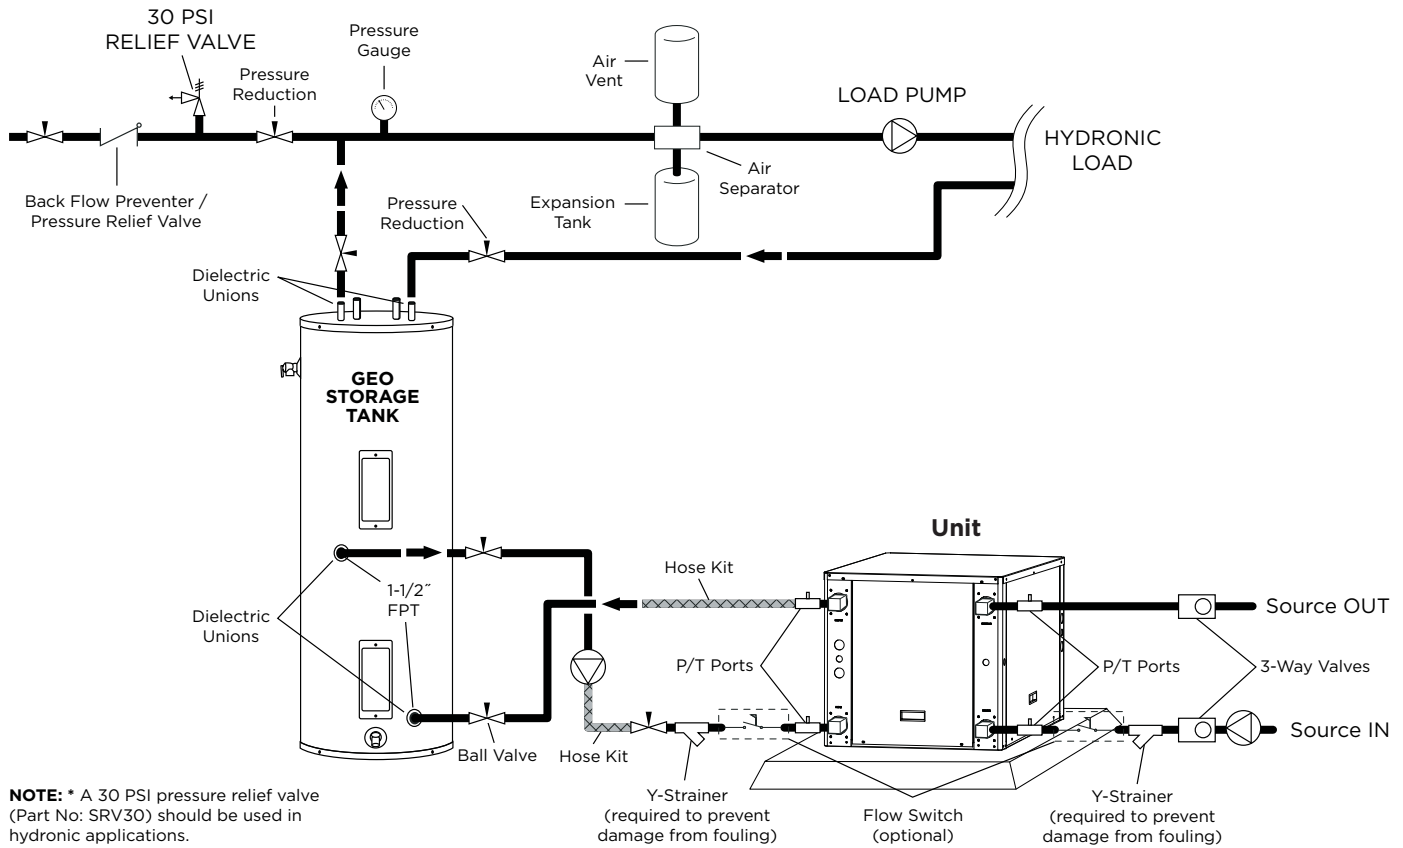 30 PSI
RELIEF VALVE
Pressure
Gauge
Pressure
Reduction
Air
Vent
LOAD PUMP
HYDRONIC
LOAD
Air
Separator
Back Flow Preventer /
Pressure Relief Valve
Pressure
Reduction
Expansion
Tank
Dielectric
Unions
GEO
STORAGE
TANK
Unit
Hose Kit
1-1/2˝
FPT
Source OUT
Dielectric
Unions
P/T Ports
P/T Ports
3-Way Valves
Source IN
Ball Valve
Hose Kit
NOTE: * A 30 PSI pressure relief valve
(Part No: SRV30) should be used in
hydronic applications.
Y-Strainer
(required to prevent
damage from fouling)
Flow Switch
(optional)
Y-Strainer
(required to prevent
damage from fouling)